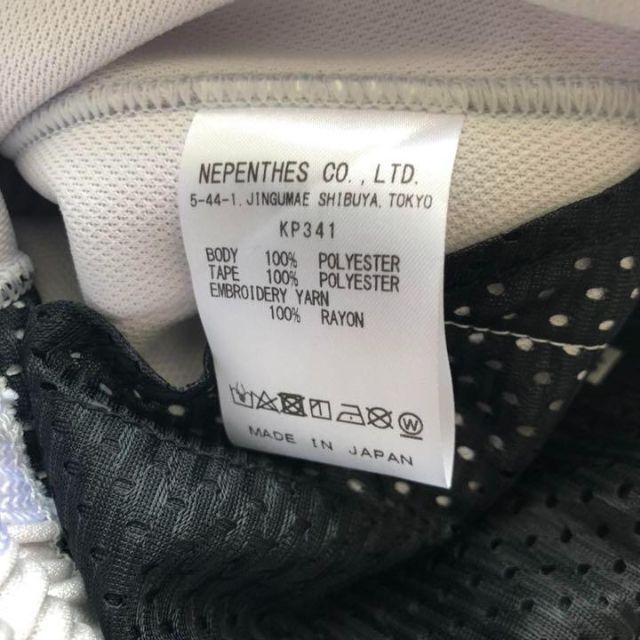 NEPENTHES CO.,LTD.
5-44-1.JINGUMAE SHIBUYA.TOKYO
KP341
BODY 100% POLYESTER
TAPE 100% POLYESTER
EMBROIDERY YARN
100% RAYON
W
MADE IN JAPAN